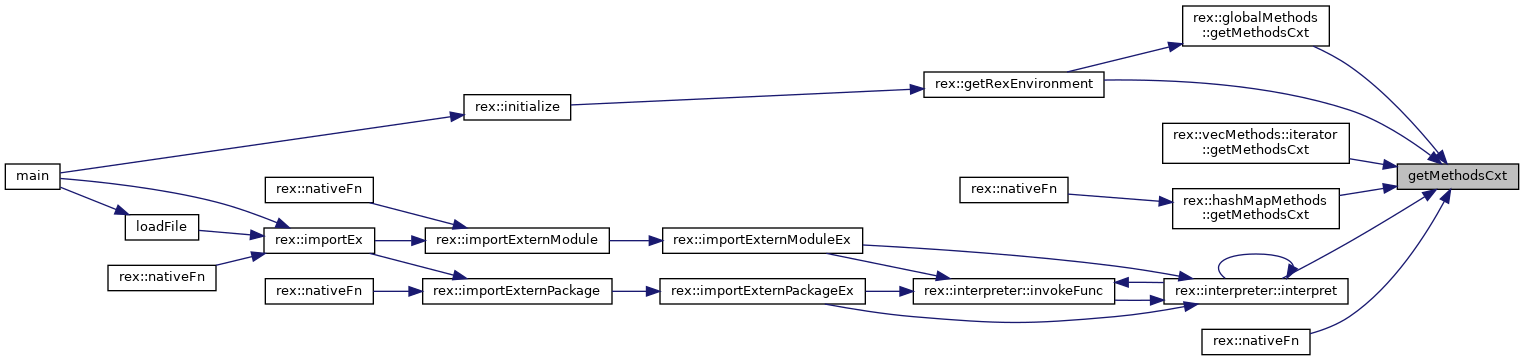 rex::globalMethods
::getMethodsCxt
rex::getRexEnvironment
rex::initialize
rex::vecMethods::iterator
::getMethodsCxt
main
getMethodsCxt
rex::nativeFn
rex::nativeFn
rex::hashMapMethods
::getMethodsCxt
loadFile
rex::importEx
rex::importExternModule
rex::importExternModuleEx
rex::nativeFn
rex::nativeFn
rex::importExternPackage
rex::importExternPackageEx
rex::interpreter::invokeFunc
rex::interpreter::interpret
rex::nativeFn